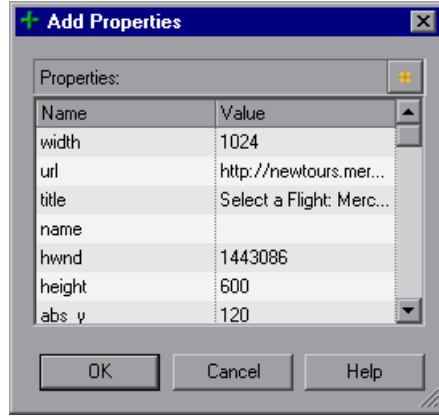 Add Properties
Properties:
Name Value
width 1024
url http://newtours.mer...
title Select a Flight: Merc...
name
hwnd 1443086
height 600
abs_y 120
OK Cancel Help